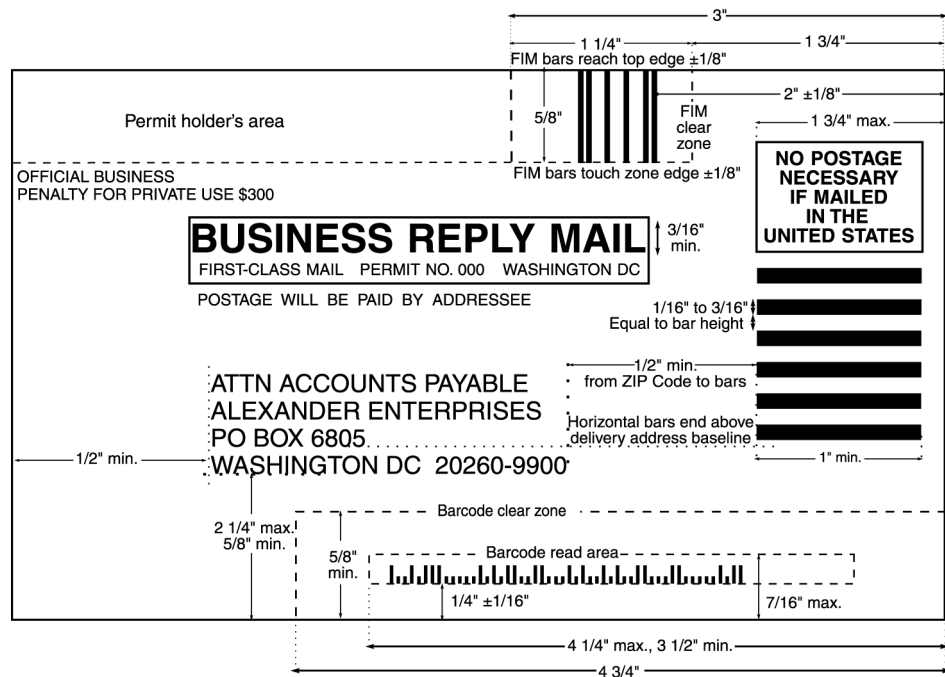 3"
1 1/4"
1 3/4"
FIM bars reach top edge ±1/8"
2" ±1/8"
5/8"
FIM
clear
zone
1 3/4" max.
Permit holder's area
FIM bars touch zone edge ±1/8"
OFFICIAL BUSINESS
PENALTY FOR PRIVATE USE $300
NO POSTAGE
NECESSARY
IF MAILED
IN THE
UNITED STATES
BUSINESS REPLY MAIL
3/16"
min.
FIRST-CLASS MAIL PERMIT NO. 000 WASHINGTON DC
POSTAGE WILL BE PAID BY ADDRESSEE
1/16" to 3/16"
Equal to bar height
1/2" min.
from ZIP Code to bars
ATTN ACCOUNTS PAYABLE
ALEXANDER ENTERPRISES
PO BOX 6805
WASHINGTON DC 20260-9900
Horizontal bars end above
delivery address baseline
1/2" min.
1" min.
2 1/4" max.
5/8" min.
Barcode clear zone
5/8"
min.
Barcode read area
1/4" ±1/16"
7/16" max.
4 1/4" max., 3 1/2" min.
4 3/4"